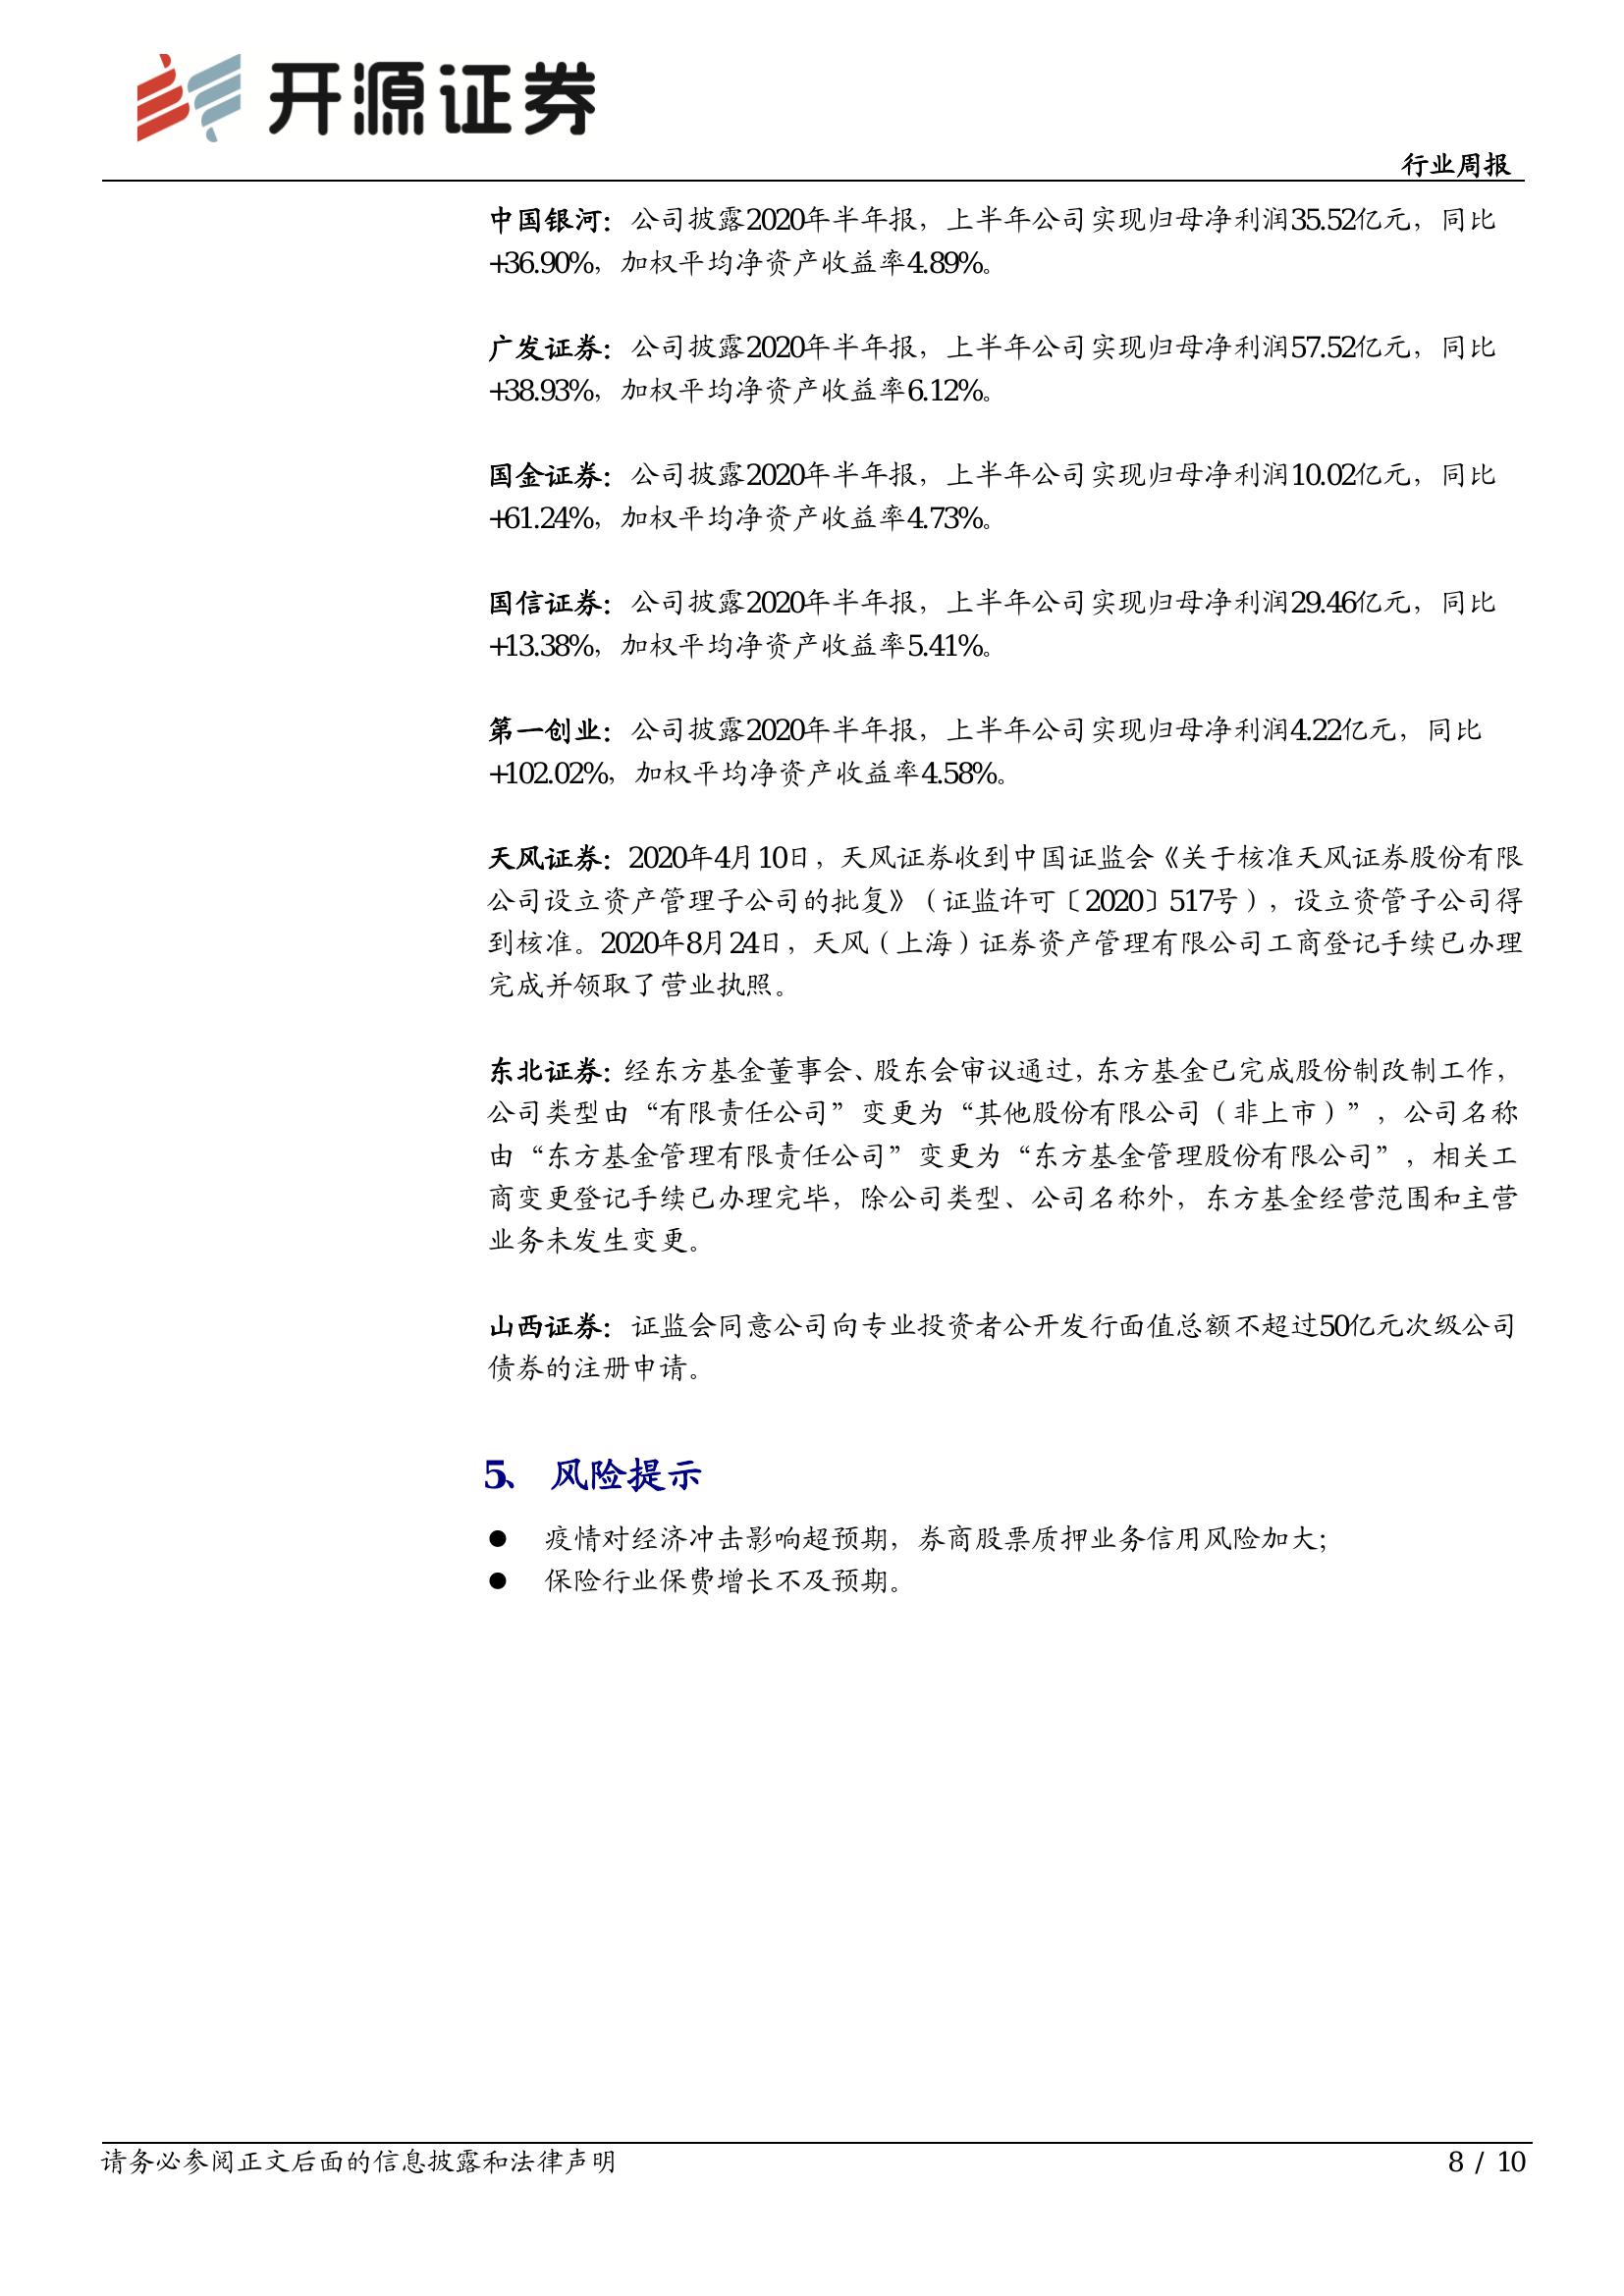 开源证券
行业周报
中国银河：公司披露2020年半年报，上半年公司实现归母净利润35.52亿元，同比
+36.90%，加权平均净资产收益率4.89%。
广发证券：公司披露2020年半年报，上半年公司实现归母净利润57.52亿元，同比
+38.93%，加权平均净资产收益率6.12%。
国金证券：公司披露2020年半年报，上半年公司实现归母净利润10.02亿元，同比
+61.24%，加权平均净资产收益率4.73%。
国信证券：公司披露2020年半年报，上半年公司实现归母净利润29.46亿元，同比
+13.38%，加权平均净资产收益率5.41%。
第一创业：公司披露2020年半年报，上半年公司实现归母净利润4.22亿元，同比
+102.02%，加权平均净资产收益率4.58%。
天风证券：2020年4月10日，天风证券收到中国证监会《关于核准天风证券股份有限
公司设立资产管理子公司的批复》（证监许可〔2020〕517号），设立资管子公司得
到核准。2020年8月24日，天风（上海）证券资产管理有限公司工商登记手续已办理
完成并领取了营业执照。
东北证券：经东方基金董事会、股东会审议通过，东方基金已完成股份制改制工作，
公司类型由“有限责任公司”变更为“其他股份有限公司（非上市）”，公司名称
由“东方基金管理有限责任公司”变更为“东方基金管理股份有限公司”，相关工
商变更登记手续已办理完毕，除公司类型、公司名称外，东方基金经营范围和主营
业务未发生变更。
山西证券：证监会同意公司向专业投资者公开发行面值总额不超过50亿元次级公司
债券的注册申请。
5、 风险提示
● 疫情对经济冲击影响超预期，券商股票质押业务信用风险加大；
● 保险行业保费增长不及预期。
请务必参阅正文后面的信息披露和法律声明
8 / 10